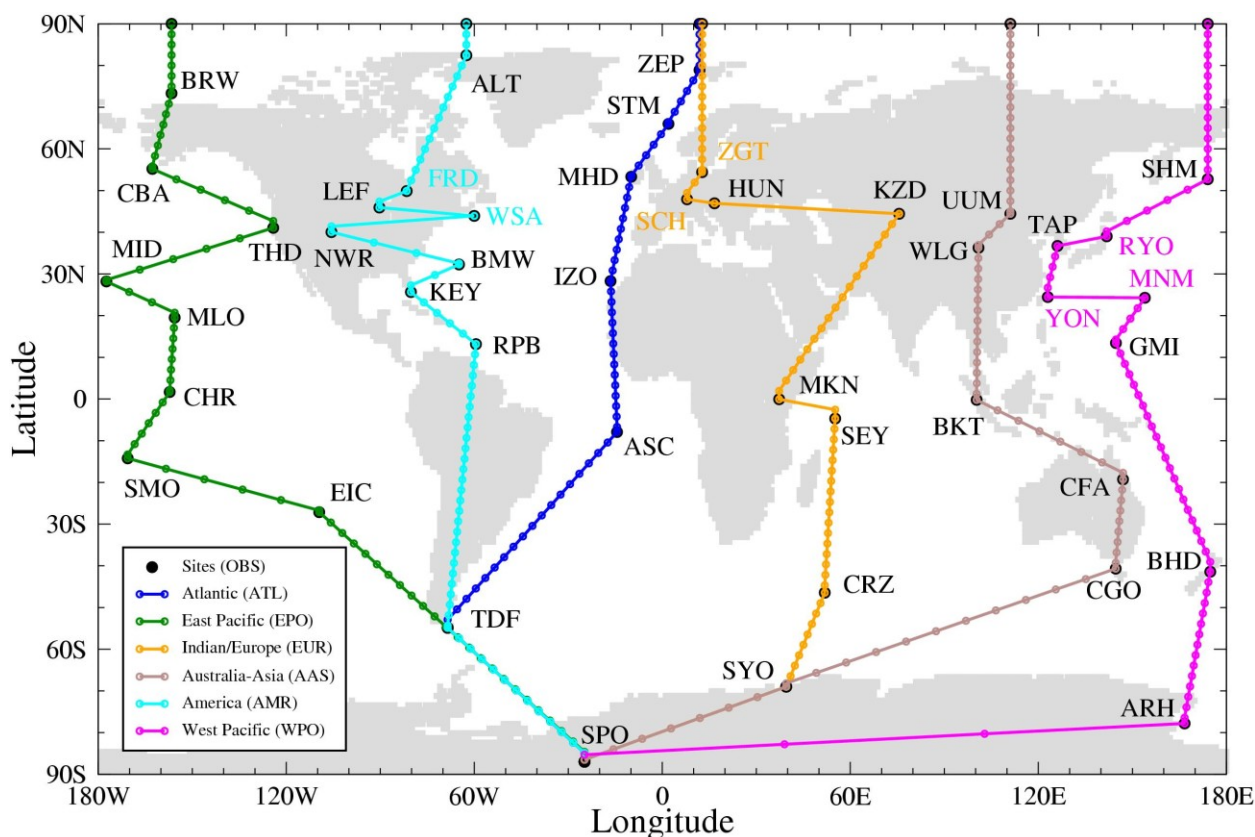 90N
60N
30N
0
30S
60S
90S
Latitude
BRW
ALT
ZEP
STM
CBA
LEF
FRD
MHD
ZGT
HUN
KZD
UUM
SHM
MID
THD
NWR
WSA
SCH
WLG
TAP
RYO
BMW
IZO
MNM
KEY
YON
MLO
RPB
GMI
CHR
MKN
BKT
SMO
ASC
SEY
CFA
EIC
BHD
CRZ
CGO
TDF
SYO
SPO
ARH
Sites (OBS)
Atlantic (ATL)
East Pacific (EPO)
Indian/Europe (EUR)
Australia-Asia (AAS)
America (AMR)
West Pacific (WPO)
180W
120W
60W
0
60E
120E
180E
Longitude